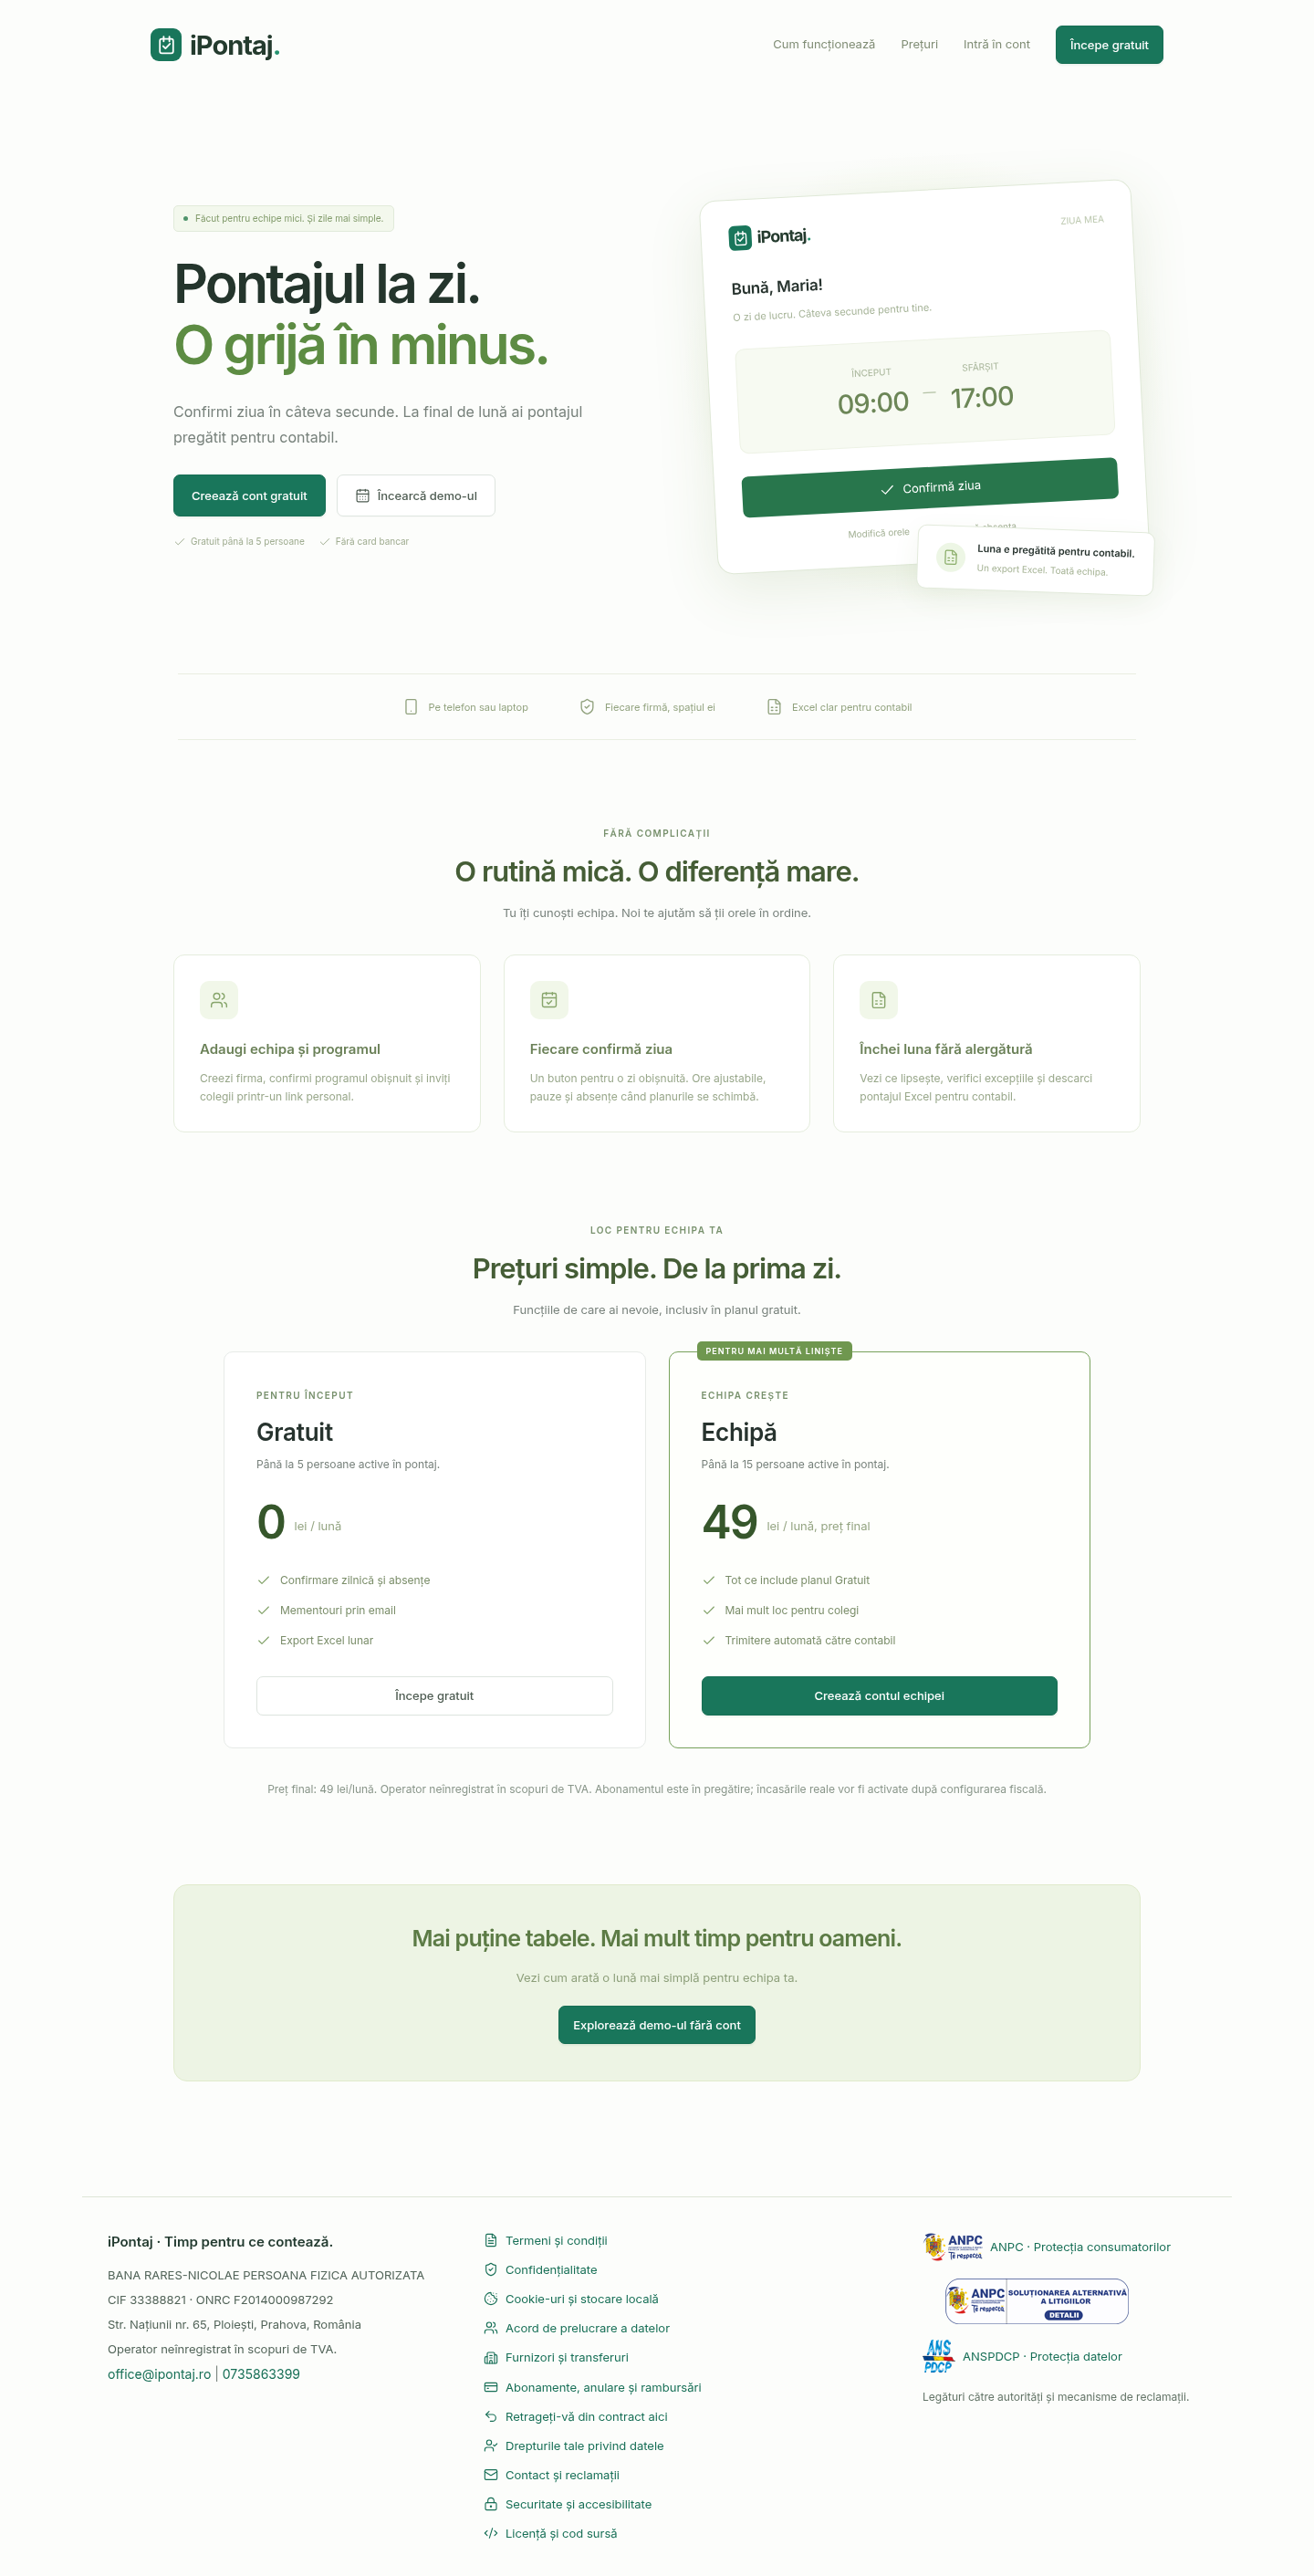 iPontaj.
Cum funcționează
Prețuri
Intră în cont
Începe gratuit
Făcut pentru echipe mici. Și zile mai simple.
Pontajul la zi.
O grijă în minus.
Confirmi ziua în câteva secunde. La final de lună ai pontajul
pregătit pentru contabil.
Creează cont gratuit
Încearcă demo-ul
Gratuit până la 5 persoane
Fără card bancar
iPontaj.
ZIUA MEA
Bună, Maria!
O zi de lucru. Câteva secunde pentru tine.
ÎNCEPUT
SFÂRȘIT
09:00 — 17:00
Confirmă ziua
Modifică orele
Luna e pregătită pentru contabil.
Un export Excel. Toată echipa.
Pe telefon sau laptop
Fiecare firmă, spațiul ei
Excel clar pentru contabil
FĂRĂ COMPLICAȚII
O rutină mică. O diferență mare.
Tu îți cunoști echipa. Noi te ajutăm să ții orele în ordine.
Adaugi echipa și programul
Creezi firma, confirmi programul obișnuit și inviți
colegii printr-un link personal.
Fiecare confirmă ziua
Un buton pentru o zi obișnuită. Ore ajustabile,
pauze și absențe când planurile se schimbă.
Închei luna fără alergătură
Vezi ce lipsește, verifici excepțiile și descarci
pontajul Excel pentru contabil.
LOC PENTRU ECHIPA TA
Prețuri simple. De la prima zi.
Funcțiile de care ai nevoie, inclusiv în planul gratuit.
PENTRU ÎNCEPUT
Gratuit
Până la 5 persoane active în pontaj.
0 lei / lună
Confirmare zilnică și absențe
Mementouri prin email
Export Excel lunar
Începe gratuit
PENTRU MAI MULTĂ LINIȘTE
ECHIPA CREȘTE
Echipă
Până la 15 persoane active în pontaj.
49 lei / lună, preț final
Tot ce include planul Gratuit
Mai mult loc pentru colegi
Trimitere automată către contabil
Creează contul echipei
Preț final: 49 lei/lună. Operator neînregistrat în scopuri de TVA. Abonamentul este în pregătire; încasările reale vor fi activate după configurarea fiscală.
Mai puține tabele. Mai mult timp pentru oameni.
Vezi cum arată o lună mai simplă pentru echipa ta.
Explorează demo-ul fără cont
iPontaj · Timp pentru ce contează.
BANA RARES-NICOLAE PERSOANA FIZICA AUTORIZATA
CIF 33388821 · ONRC F2014000987292
Str. Națiunii nr. 65, Ploiești, Prahova, România
Operator neînregistrat în scopuri de TVA.
office@ipontaj.ro | 0735863399
Termeni și condiții
Confidențialitate
Cookie-uri și stocare locală
Acord de prelucrare a datelor
Furnizori și transferuri
Abonamente, anulare și rambursări
Retrageți-vă din contract aici
Drepturile tale privind datele
Contact și reclamații
Securitate și accesibilitate
Licență și cod sursă
ANPC
Te respectă
ANPC · Protecția consumatorilor
ANPC
Te respectă
SOLUȚIONAREA ALTERNATIVĂ
A LITIGIILOR
DETALII
ANS
PDCP
ANSPDCP · Protecția datelor
Legături către autorități și mecanisme de reclamații.